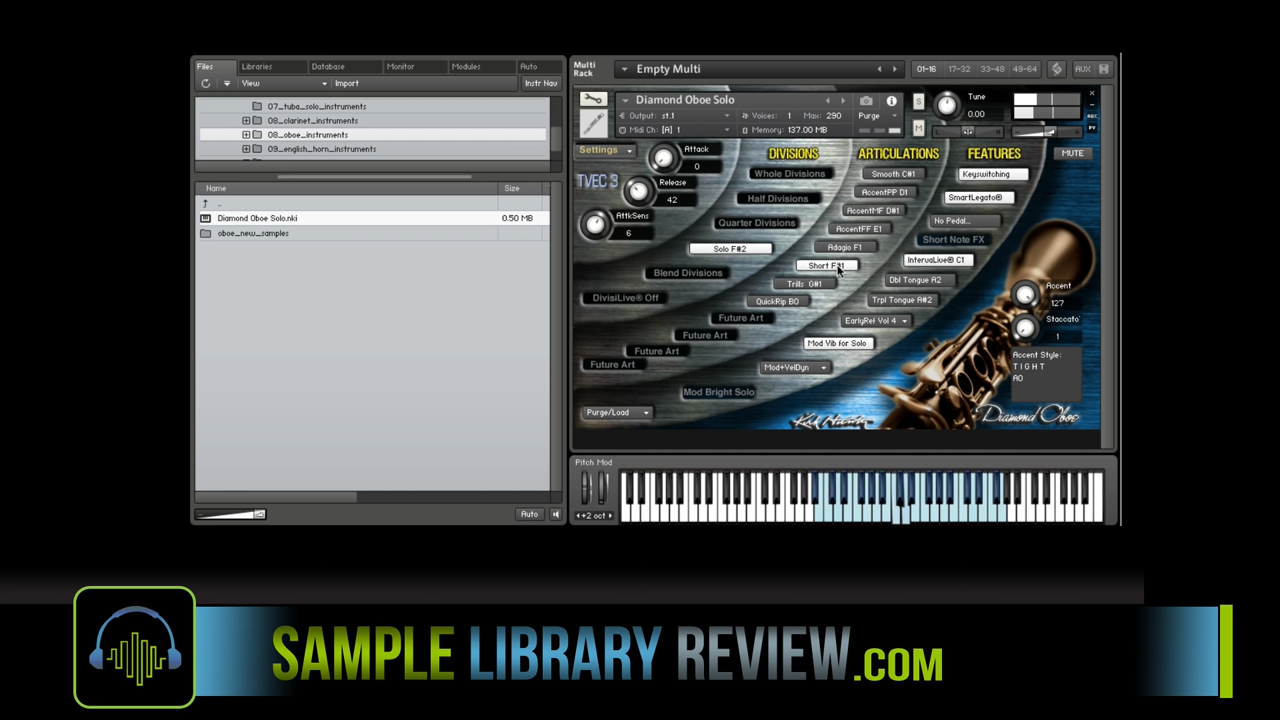 Files Libraries Database Monitor Modules Auto
View Import Instr Nav
07_tuba_solo_instruments
08_clarinet_instruments
08_oboe_instruments
09_english_horn_instruments
Name Size
..
Diamond Oboe Solo.nki 0.50 MB
oboe_new_samples
Auto
Multi Rack
Empty Multi
01-16 17-32 33-48 49-64 AUX
Diamond Oboe Solo
Output: st.1 Voices: 1 Max: 290 Purge
Midi Ch: [A] 1 Memory: 137.00 MB
S
M
Tune
0.00
AUX
PV
Settings
TVEC 3
Attack
0
Release
42
AttkSens
6
DIVISIONS
Whole Divisions
Half Divisions
Quarter Divisions
Solo F#2
Blend Divisions
DivisiLive® Off
ARTICULATIONS
Smooth C#1
AccentPP D1
AccentMF D#1
AccentFF E1
Adagio F1
Short F#1
Trills G#1
QuickRip B0
Future Art
Future Art
Future Art
Future Art
FEATURES
Keyswitching
SmartLegato®
No Pedal..
Short Note FX
IntervaLive® C1
Dbl Tongue A2
Trpl Tongue A#2
EarlyRef Vol 4
Mod Vib for Solo
Mod+VelDyn
Mod Bright Solo
MUTE
Accent
127
Staccato'
1
Accent Style:
T I G H T
A0
Purge/Load
Diamond Oboe
Pitch Mod
+2 oct
SAMPLE LIBRARY REVIEW.COM